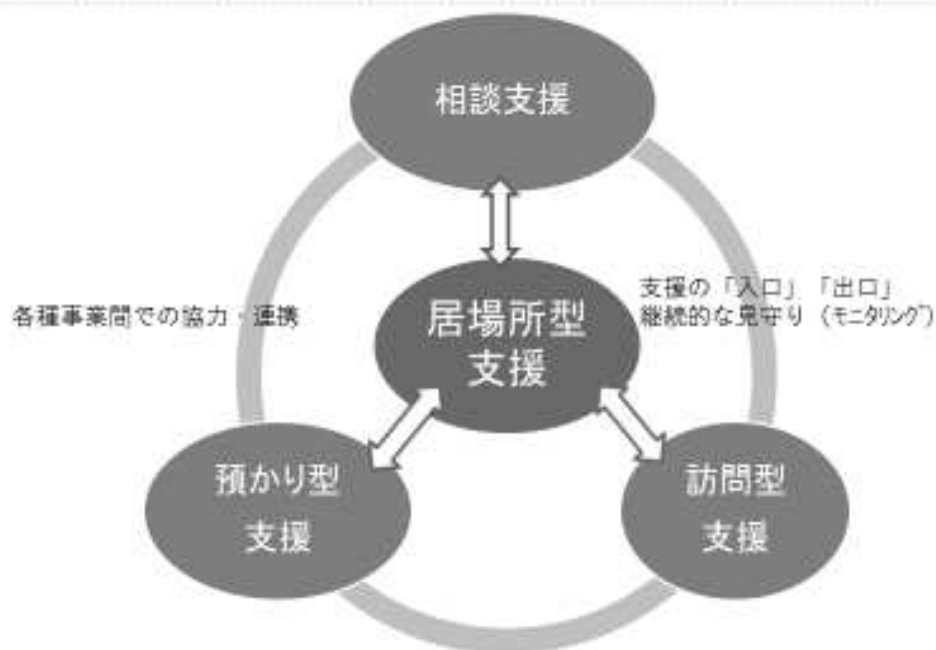 相談支援
各種事業間での協力・連携
居場所型
支援
支援の「入口」「出口」
継続的な見守り（モニタリング）
預かり型
支援
訪問型
支援